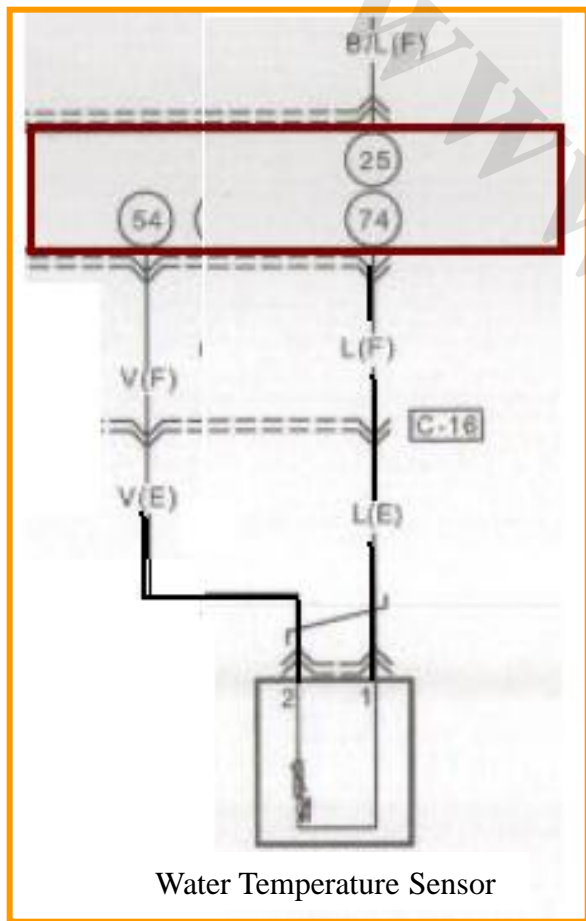 B/L(F)
25
54 74
L(F)
V(F)
C-16
V(E)
L(E)
2 1
Water Temperature Sensor